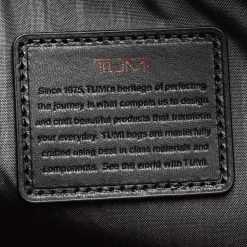 TUMI
Since 1975, TUMI's heritage of perfecting
the journey is what compels us to design
and craft beautiful products that transform
your everyday. TUMI bags are masterfully
crafted using best in class materials and
components. See the world with TUMI.